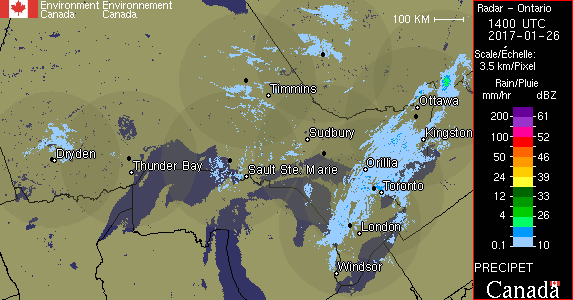 Environment Environnement
Canada Canada
100 KM
Timmins
Ottawa
Sudbury
Kingston
Dryden
Thunder Bay
Sault Ste. Marie
Orillia
Toronto
London
Windsor
Radar - Ontario
1400 UTC
2017-01-26
Scale/Échelle:
3.5 km/Pixel
Rain/Pluie
mm/hr dBZ
200 61
100 52
50 46
24 39
12 33
4 26
0.1 10
PRECIPET
Canada